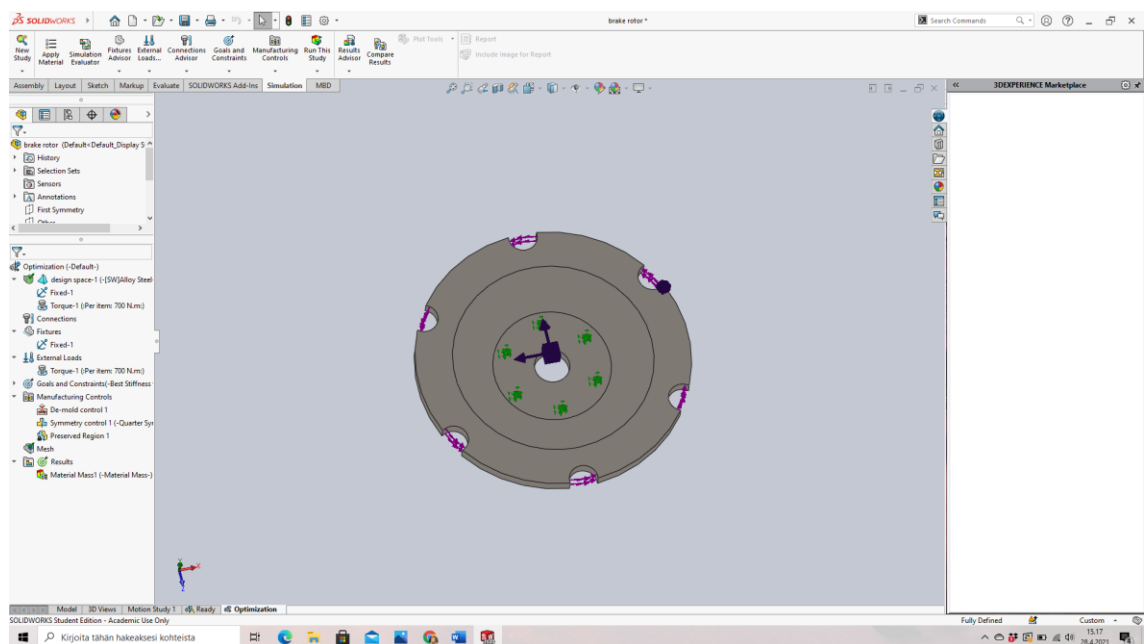 SOLIDWORKS
brake rotor *
Search Commands
New Study
Apply Material
Simulation Evaluator
Fixtures Advisor
External Loads...
Connections Advisor
Goals and Constraints
Manufacturing Controls
Run This Study
Results Advisor
Compare Results
Plot Tools
Report
Include Image for Report
Assembly Layout Sketch Markup Evaluate SOLIDWORKS Add-Ins Simulation MBD
3DEXPERIENCE Marketplace
brake rotor (Default<Default_Display S
History
Selection Sets
Sensors
Annotations
First Symmetry
Optimization (-Default-)
design space-1 (-[SW]Alloy Steel
Fixed-1
Torque-1 (:Per item: 700 N.m:)
Connections
Fixtures
Fixed-1
External Loads
Torque-1 (:Per item: 700 N.m:)
Goals and Constraints(-Best Stiffness
Manufacturing Controls
De-mold control 1
Symmetry control 1 (-Quarter Syr
Preserved Region 1
Mesh
Results
Material Mass1 (-Material Mass-)
Model 3D Views Motion Study 1 Ready Optimization
SOLIDWORKS Student Edition - Academic Use Only
Fully Defined
Custom
Kirjoita tähän hakeaksesi kohteista
15.17
28.4.2021